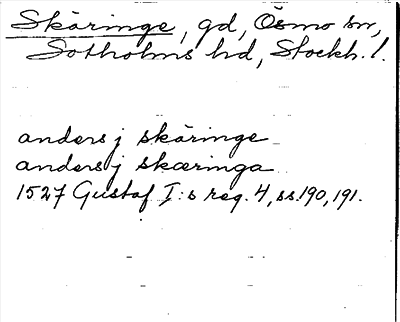 Skäringe, gd, Ösmo sn,
Sotholms hd, Stockh. l.
anders j skäringe
anders j skæringa
1527 Gustaf I:s reg. 4, ss. 190, 191.